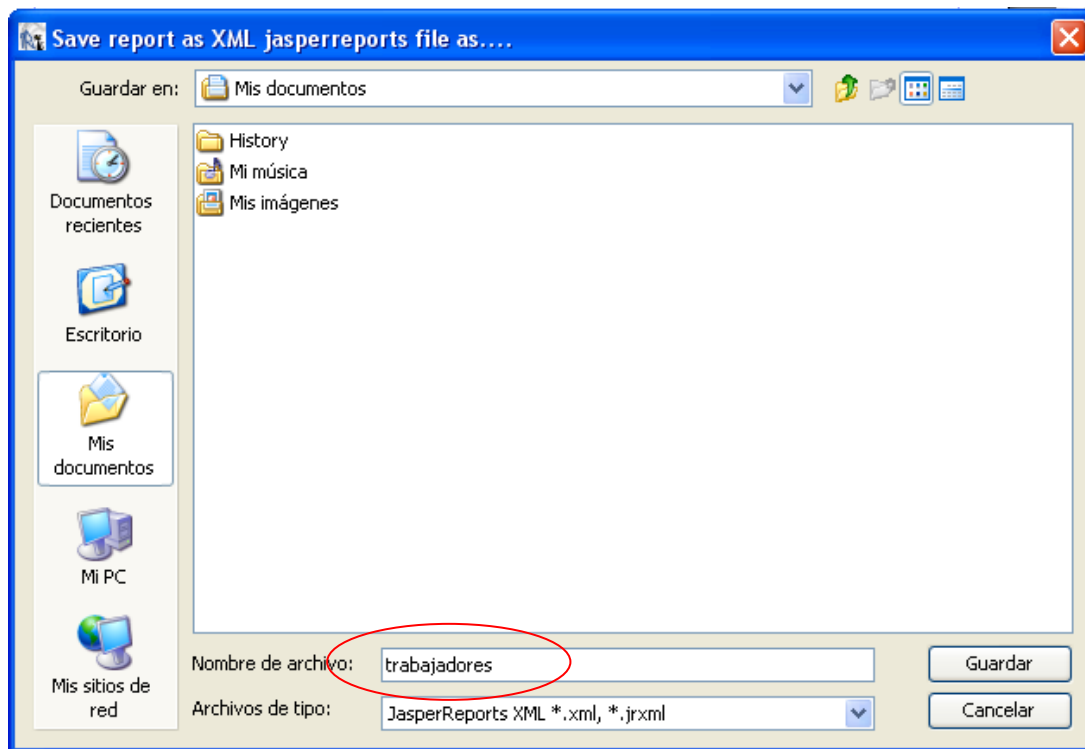 Save report as XML jasperreports file as....
Guardar en:
Mis documentos
History
Mi música
Mis imágenes
Documentos
recientes
Escritorio
Mis
documentos
Mi PC
Mis sitios de
red
Nombre de archivo:
trabajadores
Guardar
Archivos de tipo:
JasperReports XML *.xml, *.jrxml
Cancelar